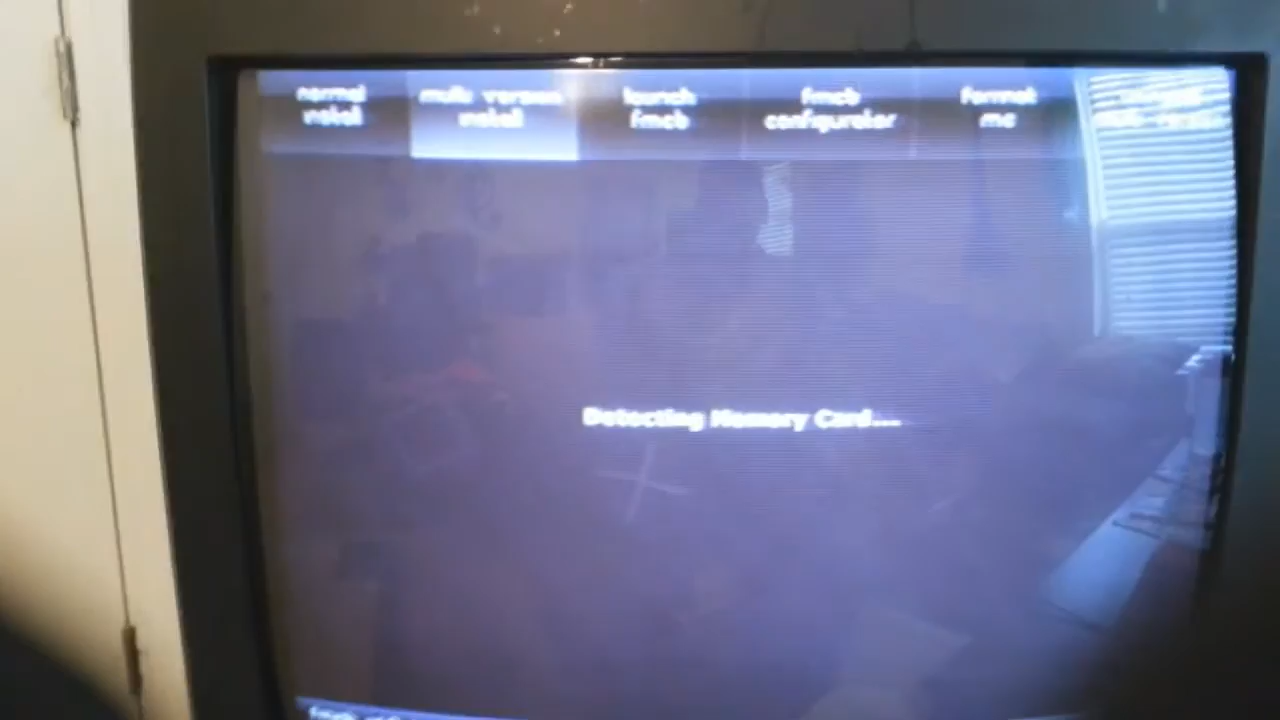 normal
install
multi version
install
launch
fmcb
fmcb
configurator
format
mc
Detecting Memory Card...